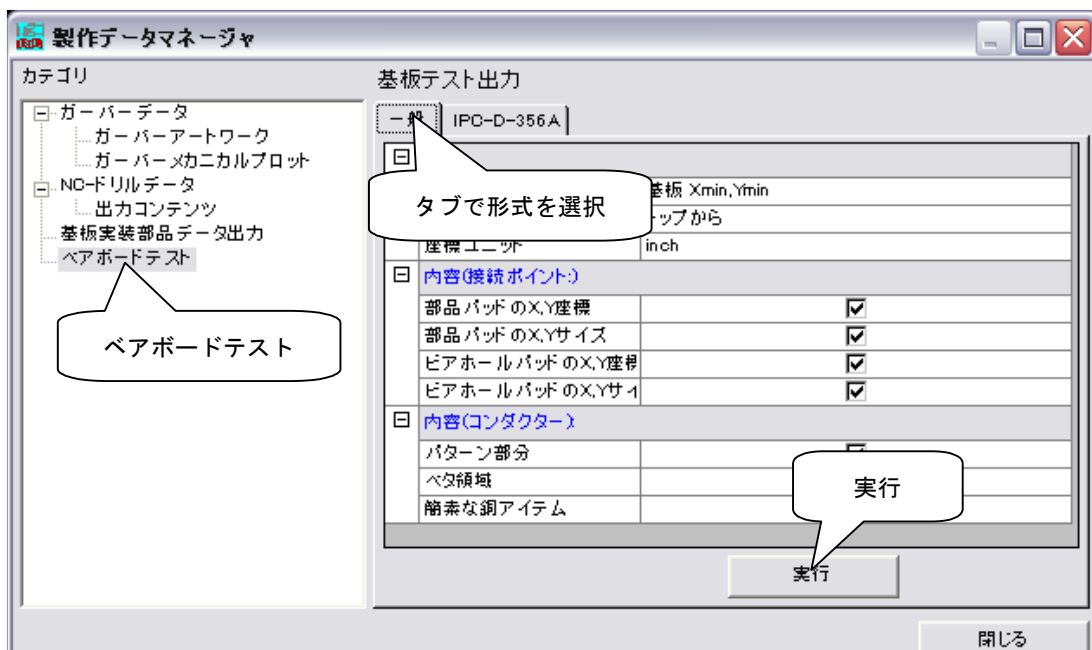 製作データマネージャ
カテゴリ
ガーバーデータ
ガーバーアートワーク
ガーバーメカニカルプロット
NC-ドリルデータ
出力コンテンツ
基板実装部品データ出力
ベアボードテスト
ベアボードテスト
基板テスト出力
一般
IPC-D-356A
タブで形式を選択
基板 Xmin,Ymin
トップから
座標ユニット
inch
内容(接続ポイント:)
部品パッドのX,Y座標
部品パッドのX,Yサイズ
ビアホールパッドのX,Y座標
ビアホールパッドのX,Yサイ
内容(コンダクター):
パターン部分
ベタ領域
簡素な銅アイテム
実行
実行
閉じる